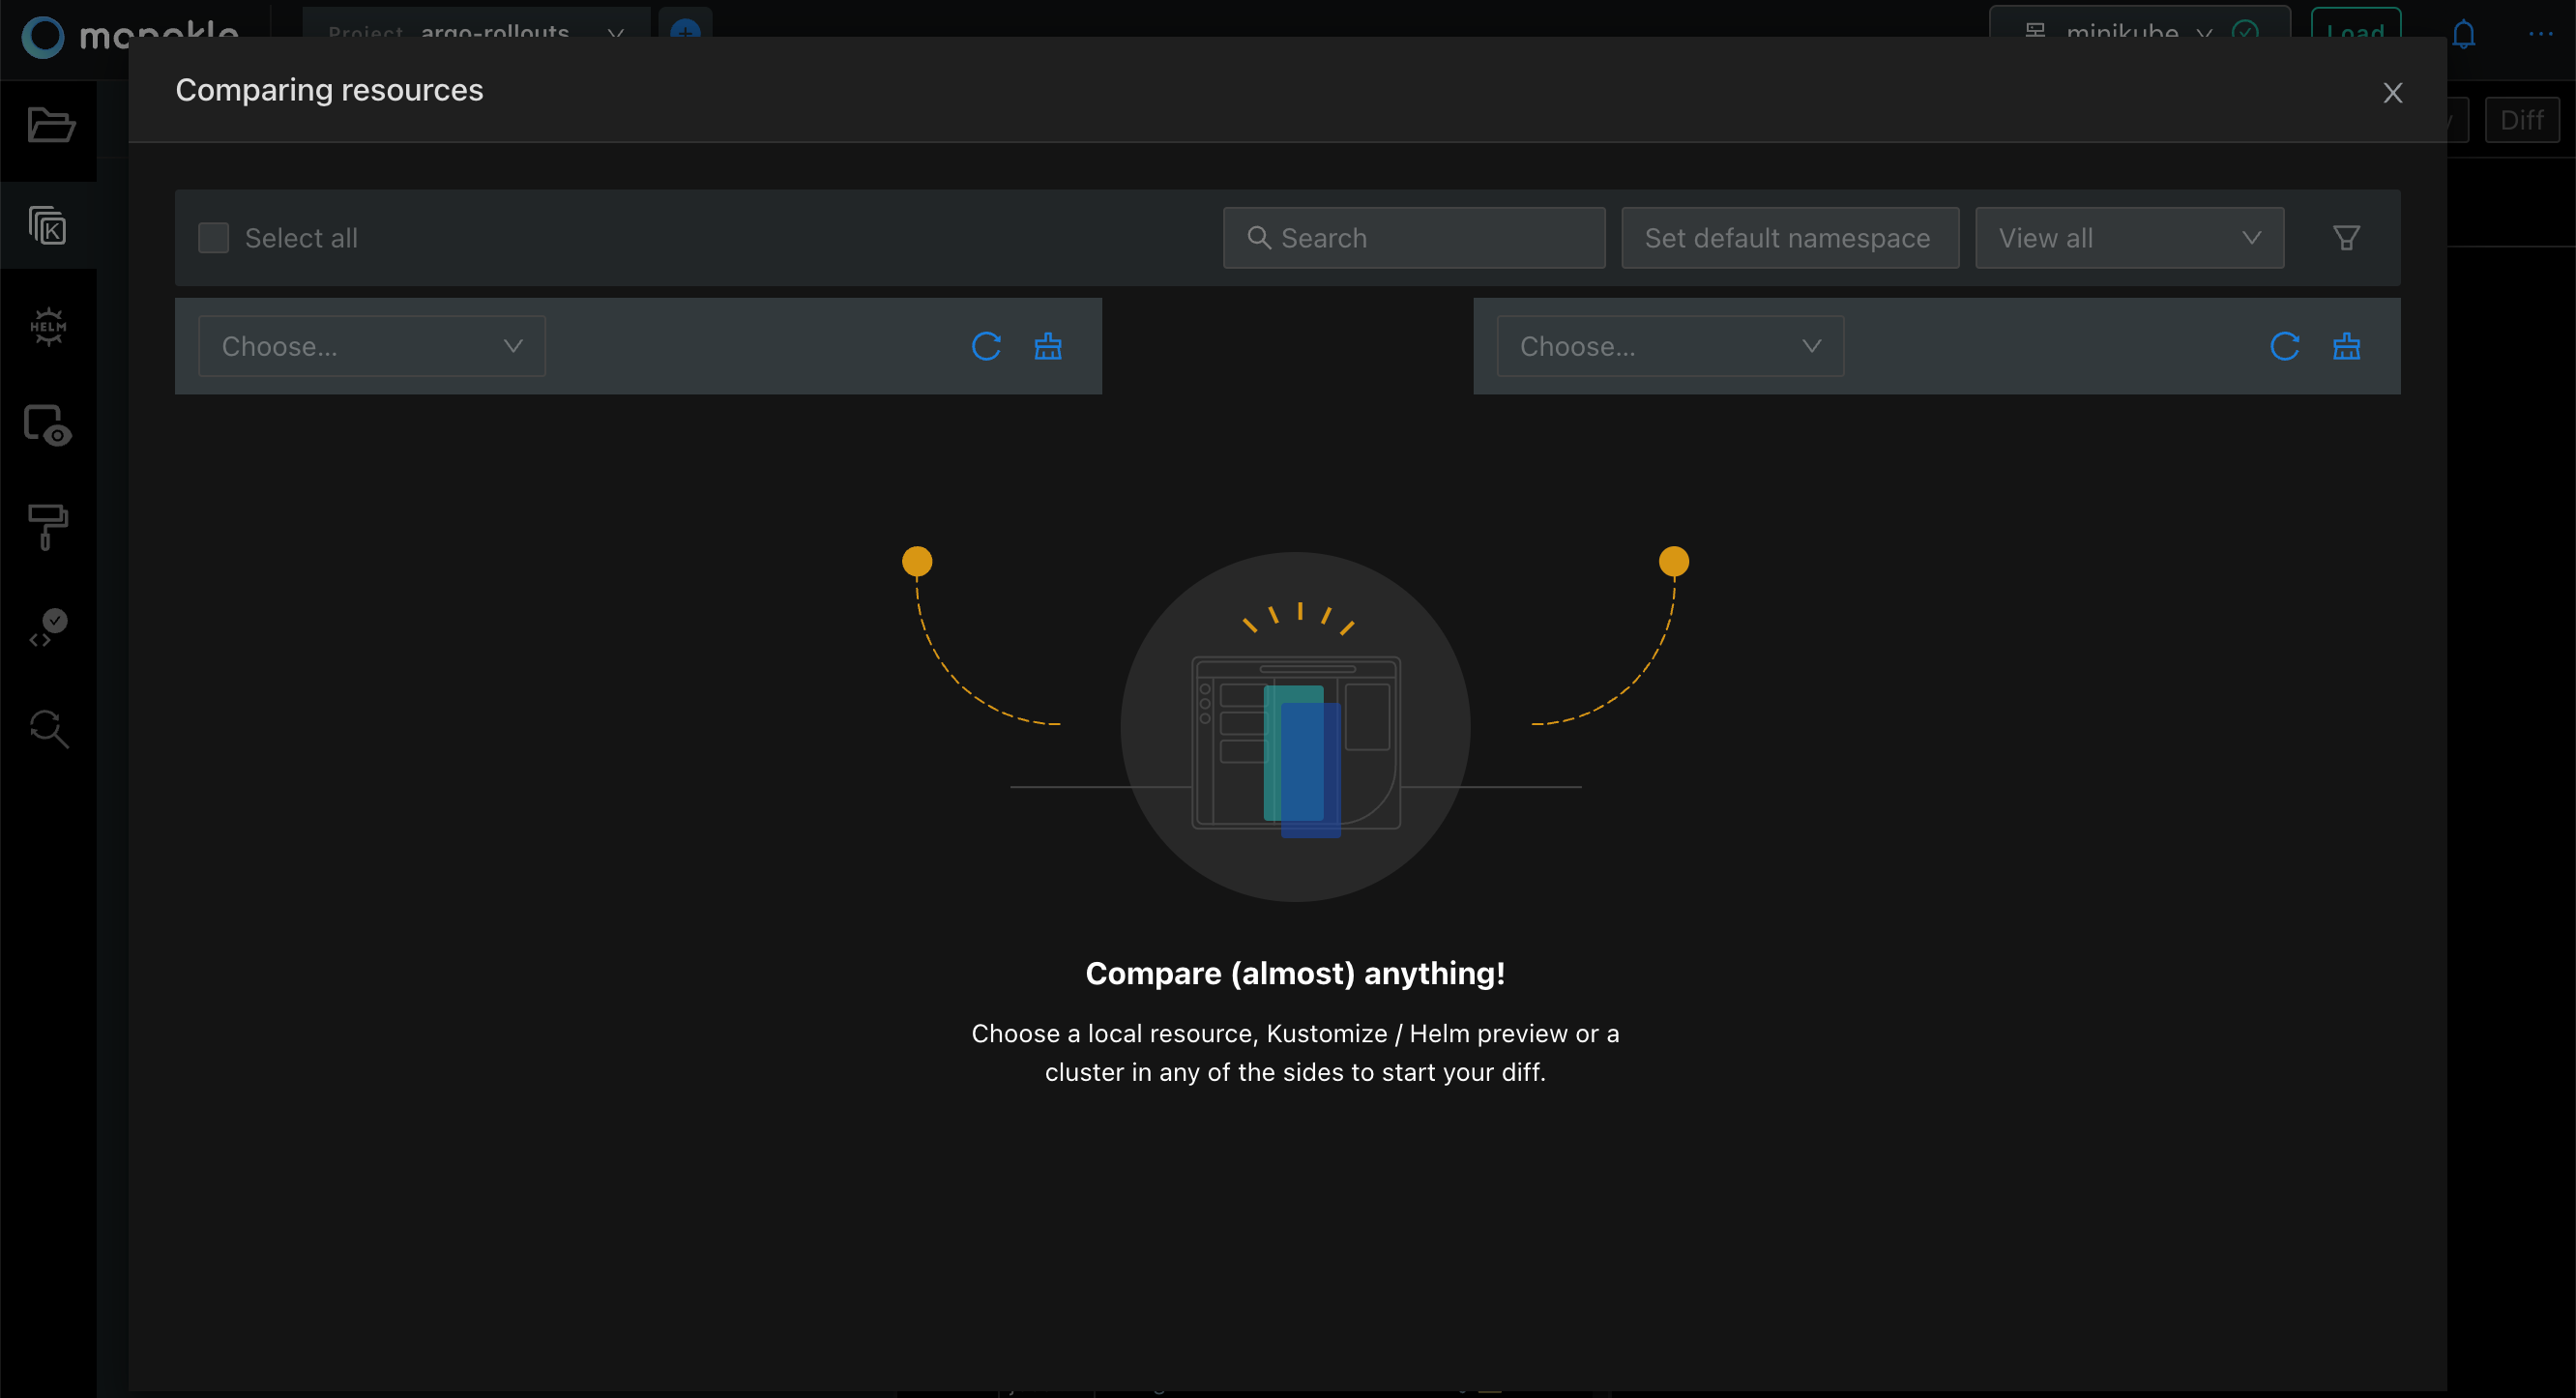 monokle
Project argo-rollouts
minikube
Load
Comparing resources
Diff
Select all
Search
Set default namespace
View all
HELM
Choose...
Choose...
Compare (almost) anything!
Choose a local resource, Kustomize / Helm preview or a
cluster in any of the sides to start your diff.